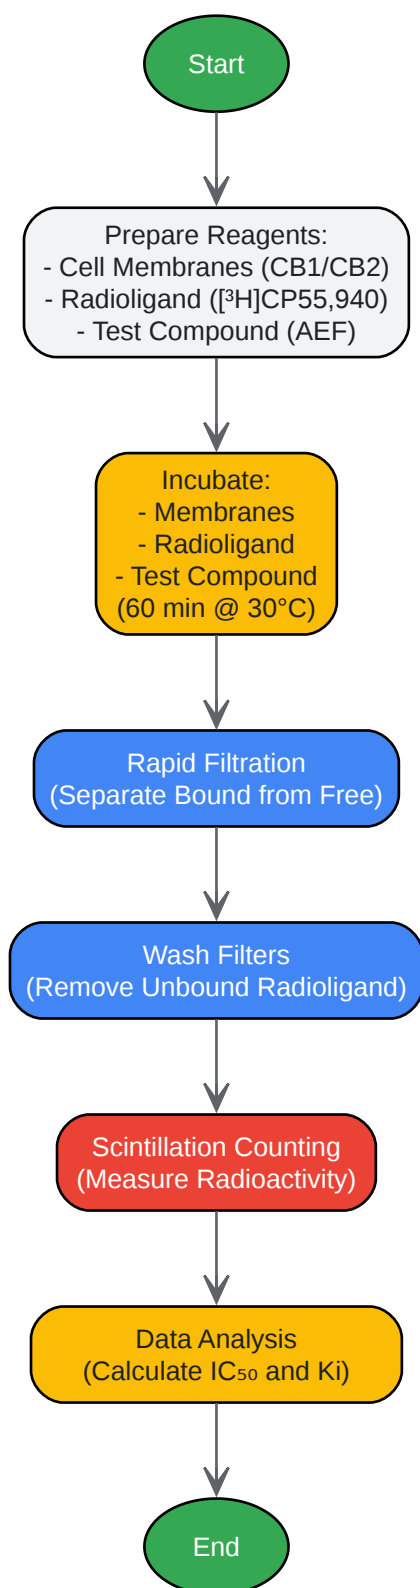 Start
Prepare Reagents:
- Cell Membranes (CB1/CB2)
- Radioligand ([³H]CP55,940)
- Test Compound (AEF)
Incubate:
- Membranes
- Radioligand
- Test Compound
(60 min @ 30°C)
Rapid Filtration
(Separate Bound from Free)
Wash Filters
(Remove Unbound Radioligand)
Scintillation Counting
(Measure Radioactivity)
Data Analysis
(Calculate IC₅₀ and Ki)
End